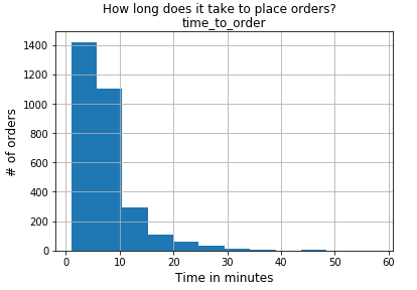 How long does it take to place orders?
time_to_order
# of orders
1400
1200
1000
800
600
400
200
0
0 10 20 30 40 50 60
Time in minutes